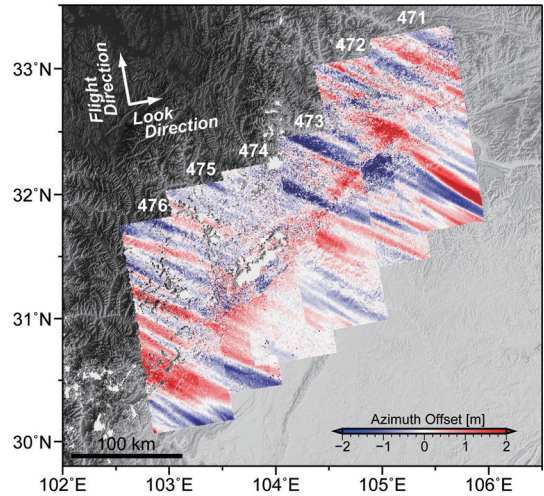 471
472
33°N
Flight
Direction
Look
Direction
473
474
475
32°N
476
31°N
Azimuth Offset [m]
30°N
−2 −1 0 1 2
100 km
102°E 103°E 104°E 105°E 106°E